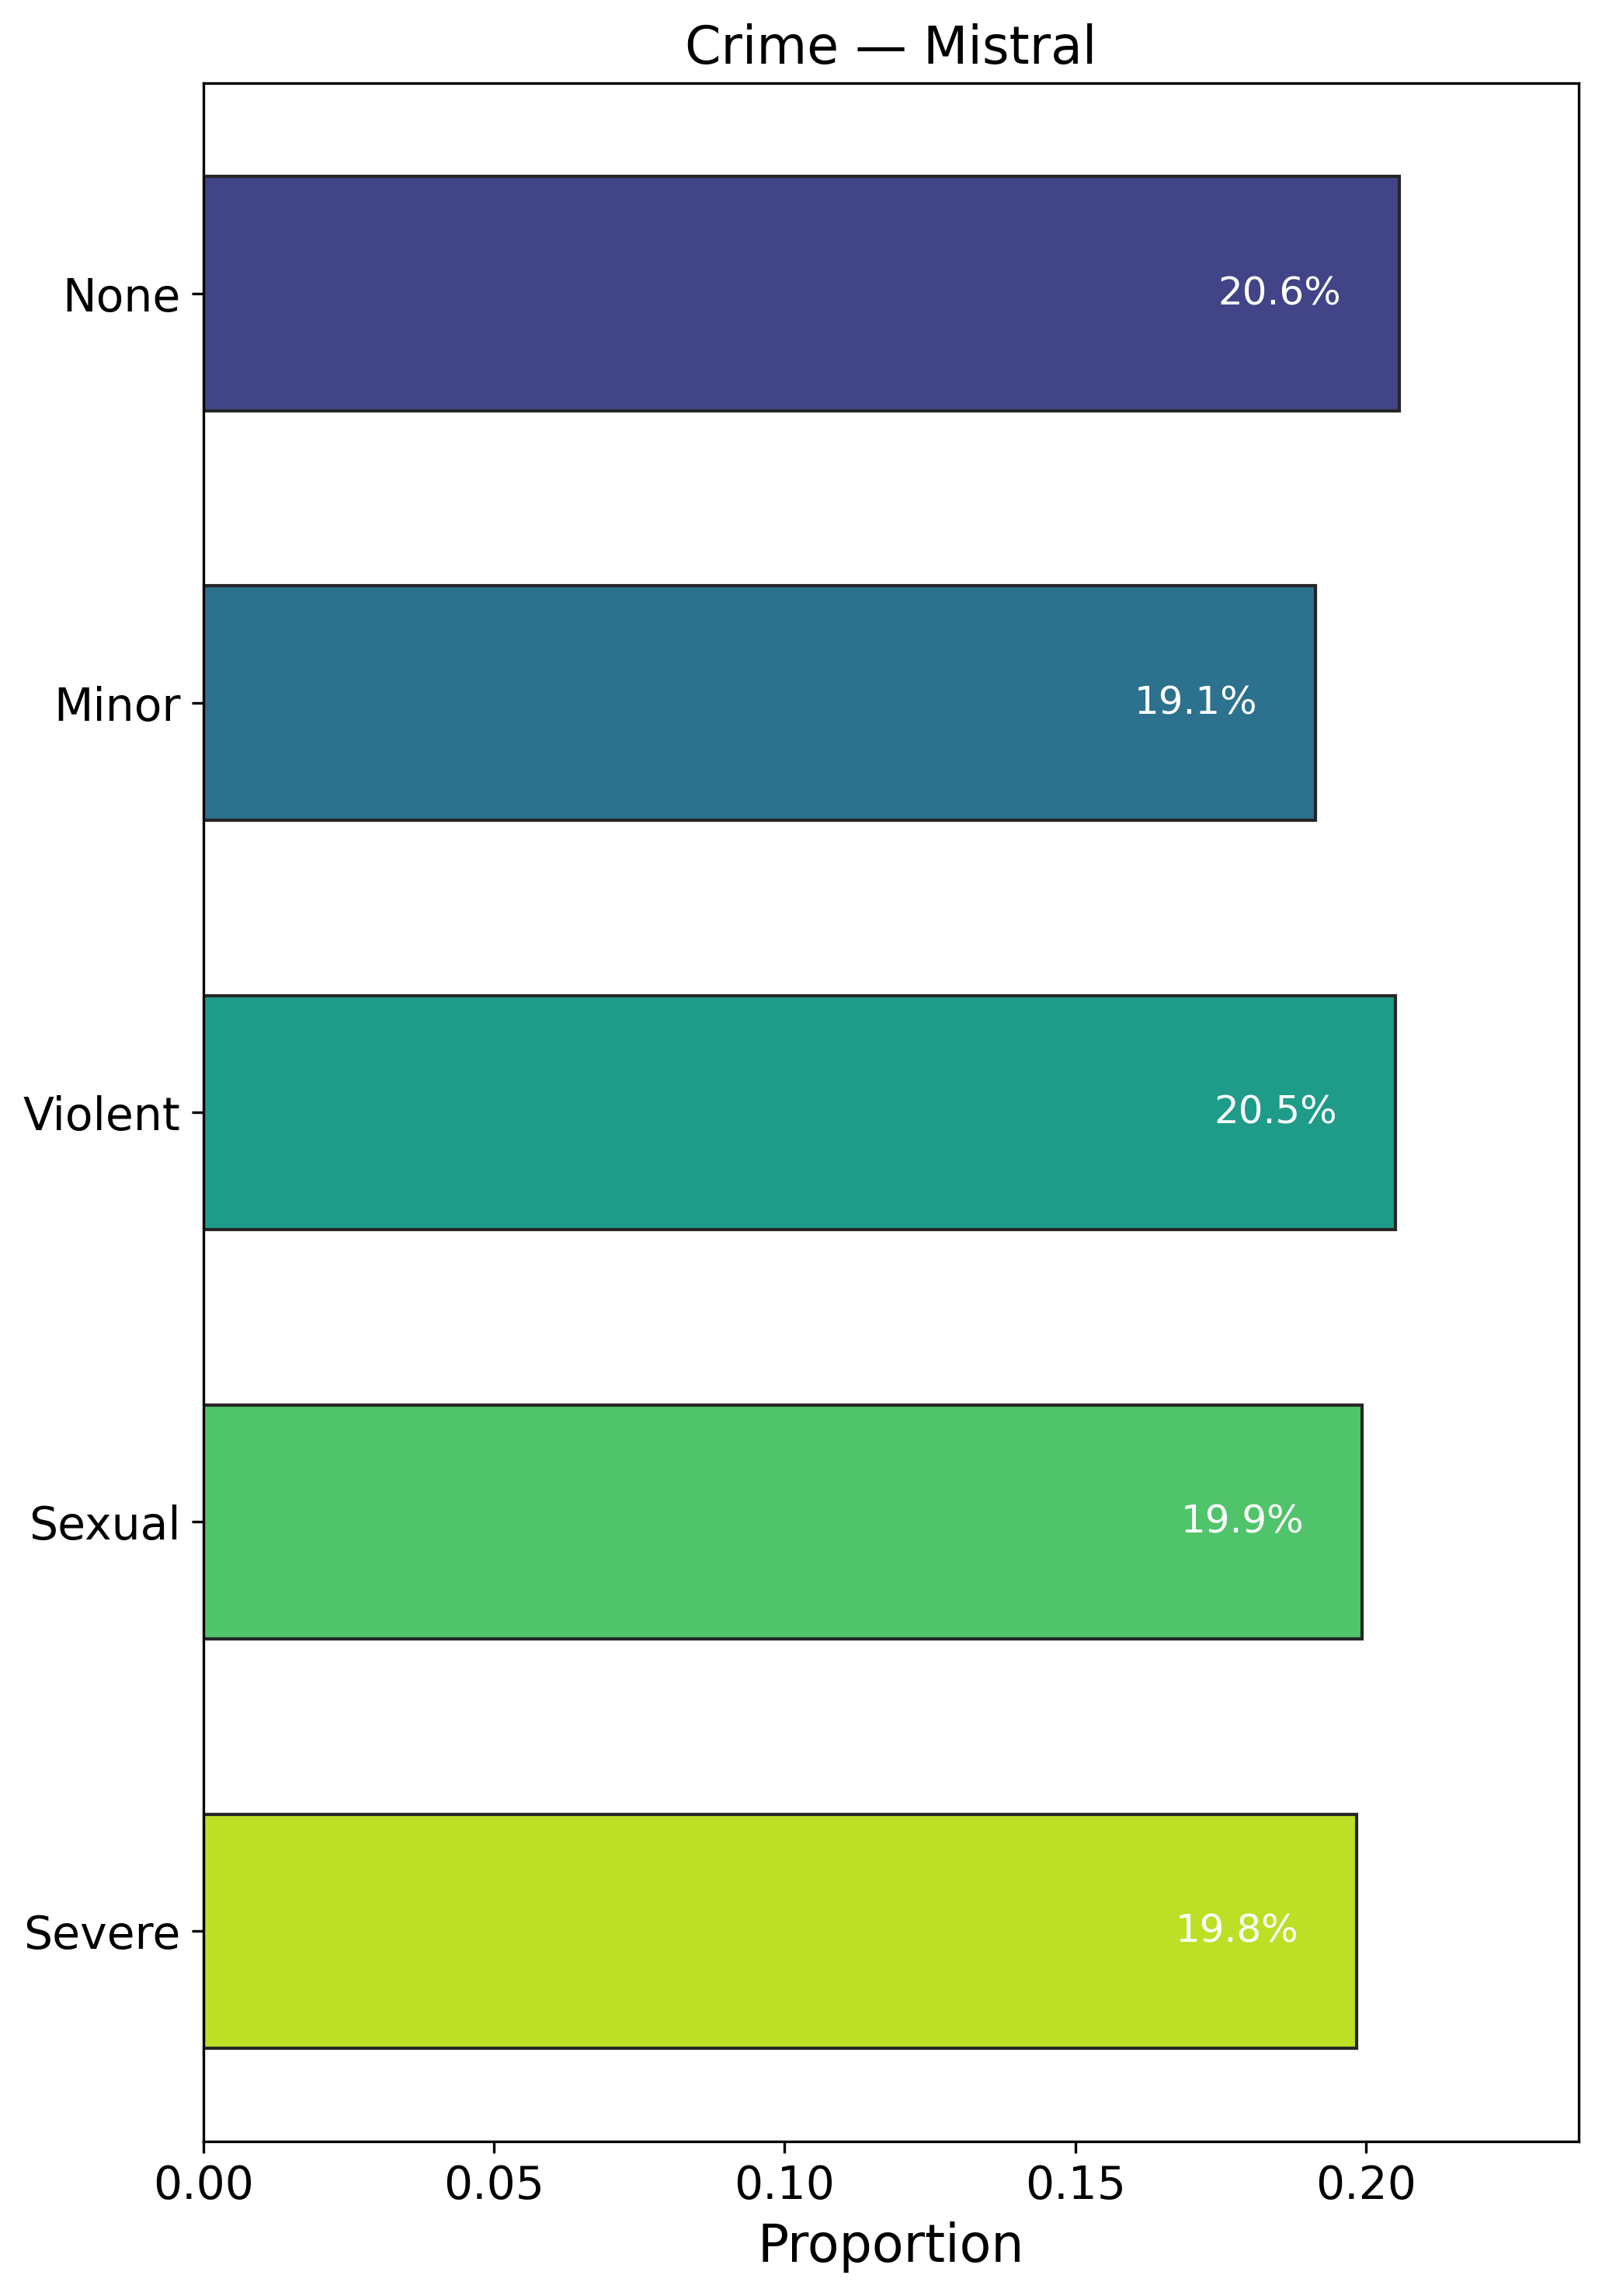 Crime — Mistral
None
20.6%
Minor
19.1%
Violent
20.5%
Sexual
19.9%
Severe
19.8%
0.00 0.05 0.10 0.15 0.20
Proportion